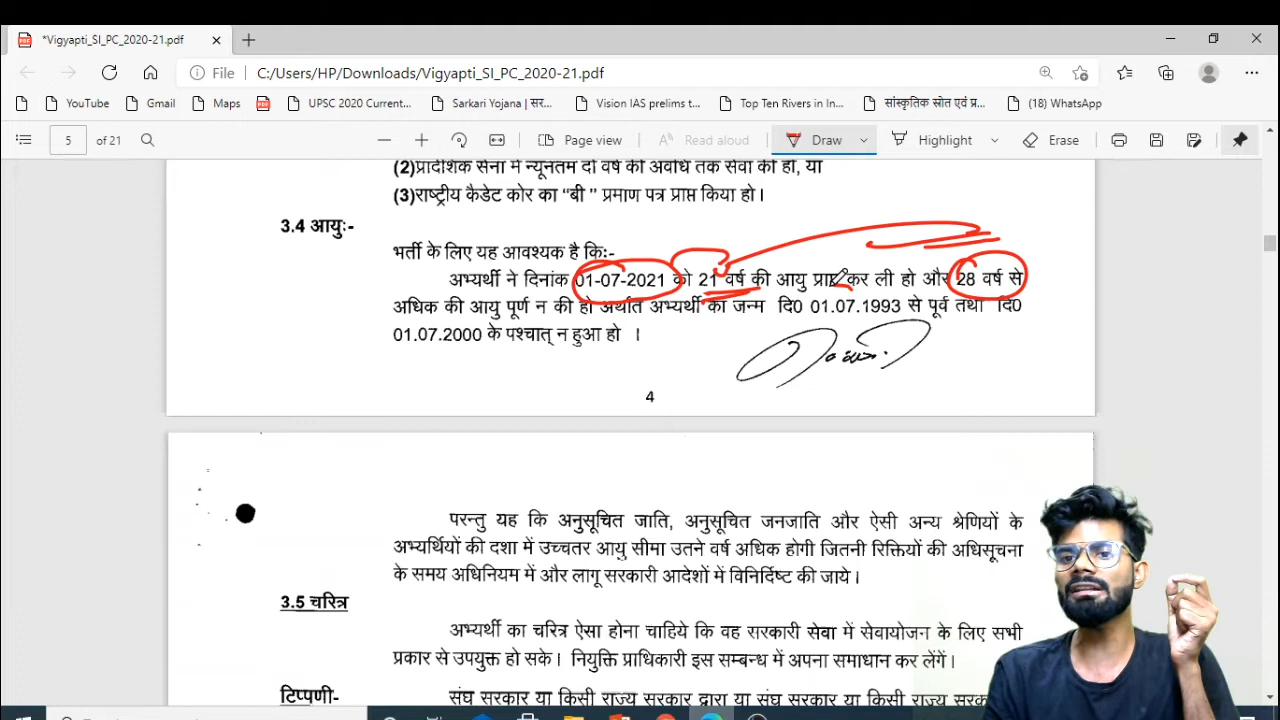 *Vigyapti_SI_PC_2020-21.pdf
File C:/Users/HP/Downloads/Vigyapti_SI_PC_2020-21.pdf
YouTube Gmail Maps UPSC 2020 Current... Sarkari Yojana | सर... Vision IAS prelims t... Top Ten Rivers in In... सांस्कृतिक स्रोत एवं प्र... (18) WhatsApp
5 of 21 Page view Read aloud Draw Highlight Erase
(2)प्रादेशिक सेना में न्यूनतम दो वर्ष की अवधि तक सेवा की हो, या
(3)राष्ट्रीय कैडेट कोर का “बी” प्रमाण पत्र प्राप्त किया हो।
3.4 आयुः-
भर्ती के लिए यह आवश्यक है किः-
अभ्यर्थी ने दिनांक 01-07-2021 को 21 वर्ष की आयु प्राप्त कर ली हो और 28 वर्ष से
अधिक की आयु पूर्ण न की हो अर्थात अभ्यर्थी का जन्म दि0 01.07.1993 से पूर्व तथा दि0
01.07.2000 के पश्चात् न हुआ हो ।
4
परन्तु यह कि अनुसूचित जाति, अनुसूचित जनजाति और ऐसी अन्य श्रेणियों के
अभ्यर्थियों की दशा में उच्चतर आयु सीमा उतने वर्ष अधिक होगी जितनी रिक्तियों की अधिसूचना
के समय अधिनियम में और लागू सरकारी आदेशों में विनिर्दिष्ट की जाये।
3.5 चरित्र
अभ्यर्थी का चरित्र ऐसा होना चाहिये कि वह सरकारी सेवा में सेवायोजन के लिए सभी
प्रकार से उपयुक्त हो सके। नियुक्ति प्राधिकारी इस सम्बन्ध में अपना समाधान कर लेंगें।
टिप्पणी- संघ सरकार या किसी राज्य सरकार द्वारा या संघ सरकार या किसी राज्य सरक